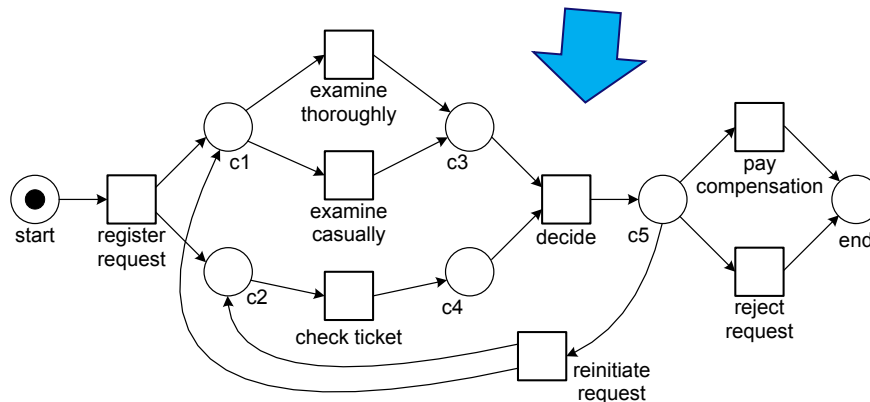 examine
thoroughly
c1
c3
pay
compensation
start
register
request
examine
casually
decide
c5
end
c2
c4
check ticket
reject
request
reinitiate
request